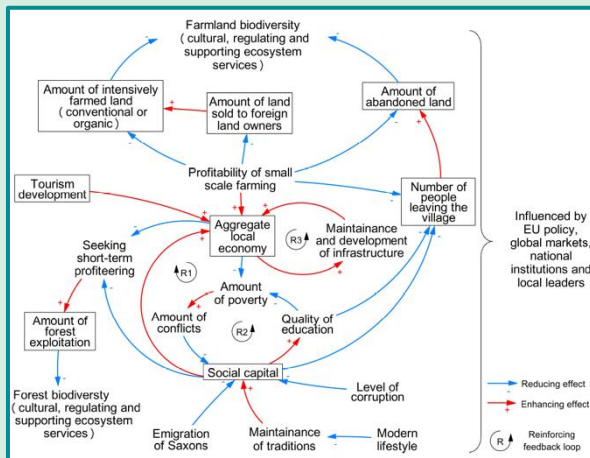 Farmland biodiversity
( cultural, regulating and
supporting ecosystem
services)
Amount of intensively
farmed land
( conventional or
organic )
Amount of land
sold to foreign
land owners
Amount of
abandoned land
Profitability of small
scale farming
Tourism
development
Number of
people leaving the
village
Aggregate
local
economy
Maintainance and
development of
infrastructure
R3
Influenced by
EU policy,
global markets,
national
institutions and
local leaders
Seeking
short-term
profiteering
R1
Amount of
poverty
Amount of
conflicts
R2
Quality of
education
Amount of
forest
exploitation
Social capital
Level of
corruption
Forest biodiversty
( cultural, regulating and
supporting ecosystem
services )
Emigration
of Saxons
Maintainance
of traditions
Modern
lifestyle
Reducing effect
Enhancing effect
R
Reinforcing
feedback loop